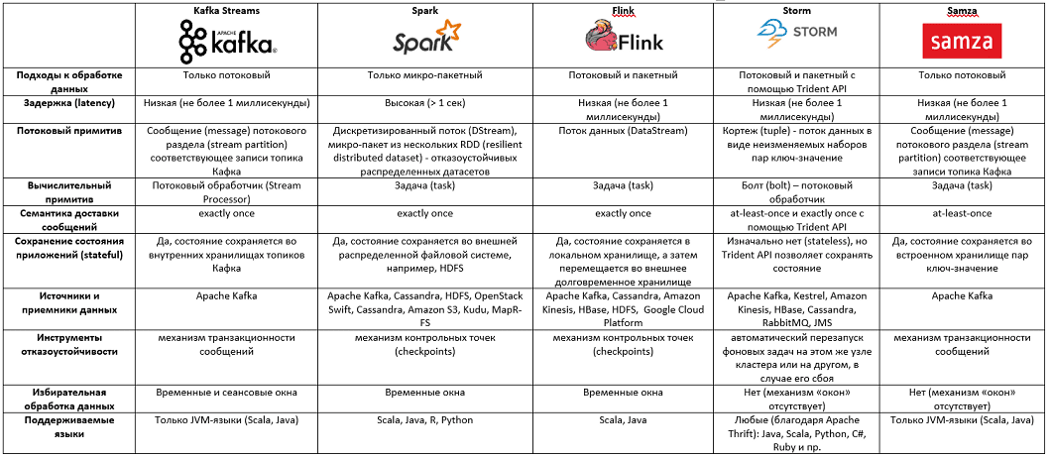 Kafka Streams
Spark
Flink
Storm
Samza
APACHE
kafka®
APACHE
Spark
Flink
STORM
samza
Подходы к обработке
данных
Только потоковый
Только микро-пакетный
Потоковый и пакетный
Потоковый и пакетный с
помощью Trident API
Только потоковый
Задержка (latency)
Низкая (не более 1 миллисекунды)
Высокая (> 1 сек)
Низкая (не более 1
миллисекунды)
Низкая (не более 1
миллисекунды)
Низкая (не более 1
миллисекунды)
Потоковый примитив
Сообщение (message) потокового
раздела (stream partition)
соответствующее записи топика
Кафка
Дискретизированный поток (DStream),
микро-пакет из нескольких RDD (resilient
distributed dataset) - отказоустойчивых
распределенных датасетов
Поток данных (DataStream)
Кортеж (tuple) - поток данных в
виде неизменяемых наборов
пар ключ-значение
Сообщение (message)
потокового раздела (stream
partition) соответствующее
записи топика Кафка
Вычислительный
примитив
Потоковый обработчик (Stream
Processor)
Задача (task)
Задача (task)
Болт (bolt) – потоковый
обработчик
Задача (task)
Семантика доставки
сообщений
exactly once
exactly once
exactly once
at-least-once и exactly once с
помощью Trident API
at-least-once
Сохранение состояния
приложений (stateful)
Да, состояние сохраняется во
внутренних хранилищах топиков
Кафка
Да, состояние сохраняется во внешней
распределенной файловой системе,
например, HDFS
Да, состояние сохраняется в
локальном хранилище, а затем
перемещается во внешнее
долговременное хранилище
Изначально нет (stateless), но
Trident API позволяет сохранять
состояние
Да, состояние сохраняется во
встроенном хранилище пар
ключ-значение
Источники и
приемники данных
Apache Kafka
Apache Kafka, Cassandra, HDFS, OpenStack
Swift, Cassandra, Amazon S3, Kudu, MapR-
FS
Apache Kafka, Cassandra, Amazon
Kinesis, HBase, HDFS, Google Cloud
Platform
Apache Kafka, Kestrel, Amazon
Kinesis, HBase, Cassandra,
RabbitMQ, JMS
Apache Kafka
Инструменты
отказоустойчивости
механизм транзакционности
сообщений
механизм контрольных точек
(checkpoints)
механизм контрольных точек
(checkpoints)
автоматический перезапуск
фоновых задач на этом же узле
кластера или на другом, в
случае его сбоя
механизм транзакционности
сообщений
Избирательная
обработка данных
Временные и сеансовые окна
Временные окна
Временные окна
Нет (механизм «окон»
отсутствует)
Нет (механизм «окон»
отсутствует)
Поддерживаемые
языки
Только JVM-языки (Scala, Java)
Scala, Java, R, Python
Scala, Java
Любые (благодаря Apache
Thrift): Java, Scala, Python, C#,
Ruby и пр.
Только JVM-языки (Scala, Java)